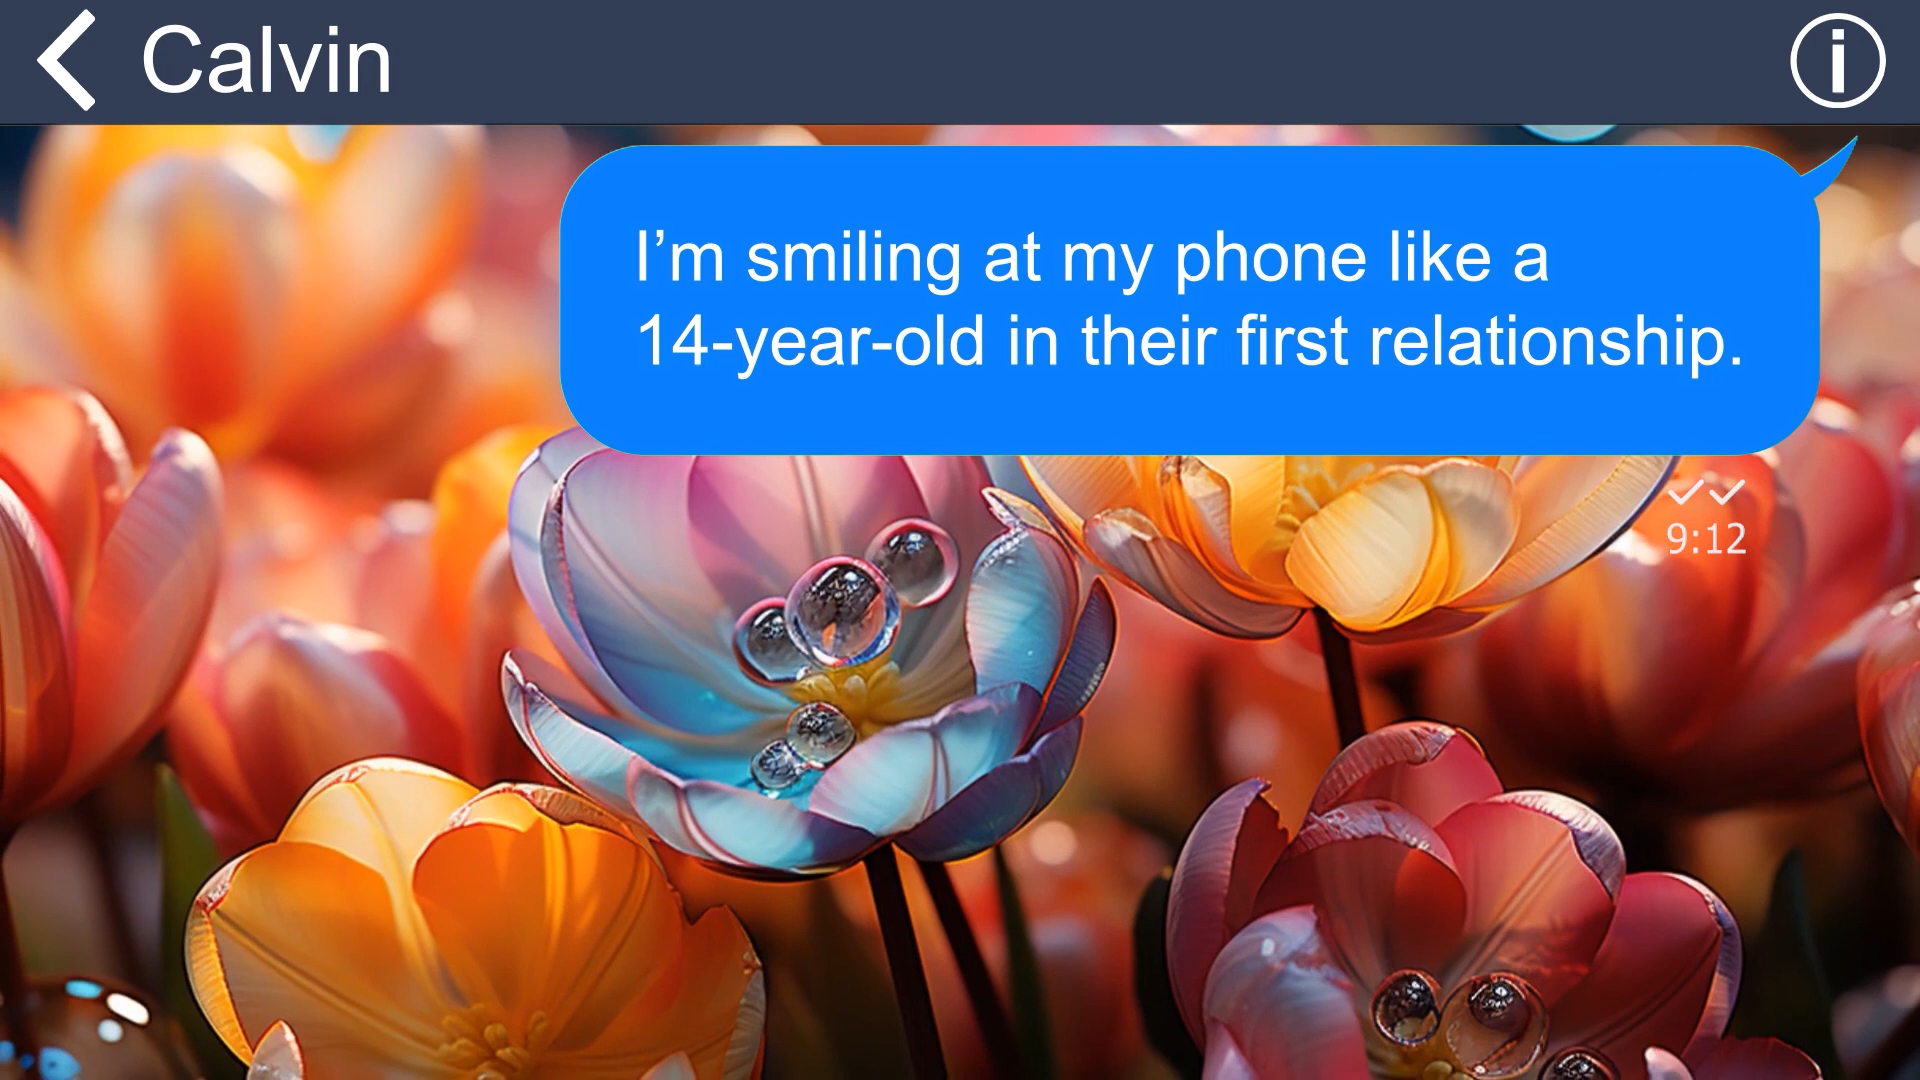 Calvin
I’m smiling at my phone like a
14-year-old in their first relationship.
9:12